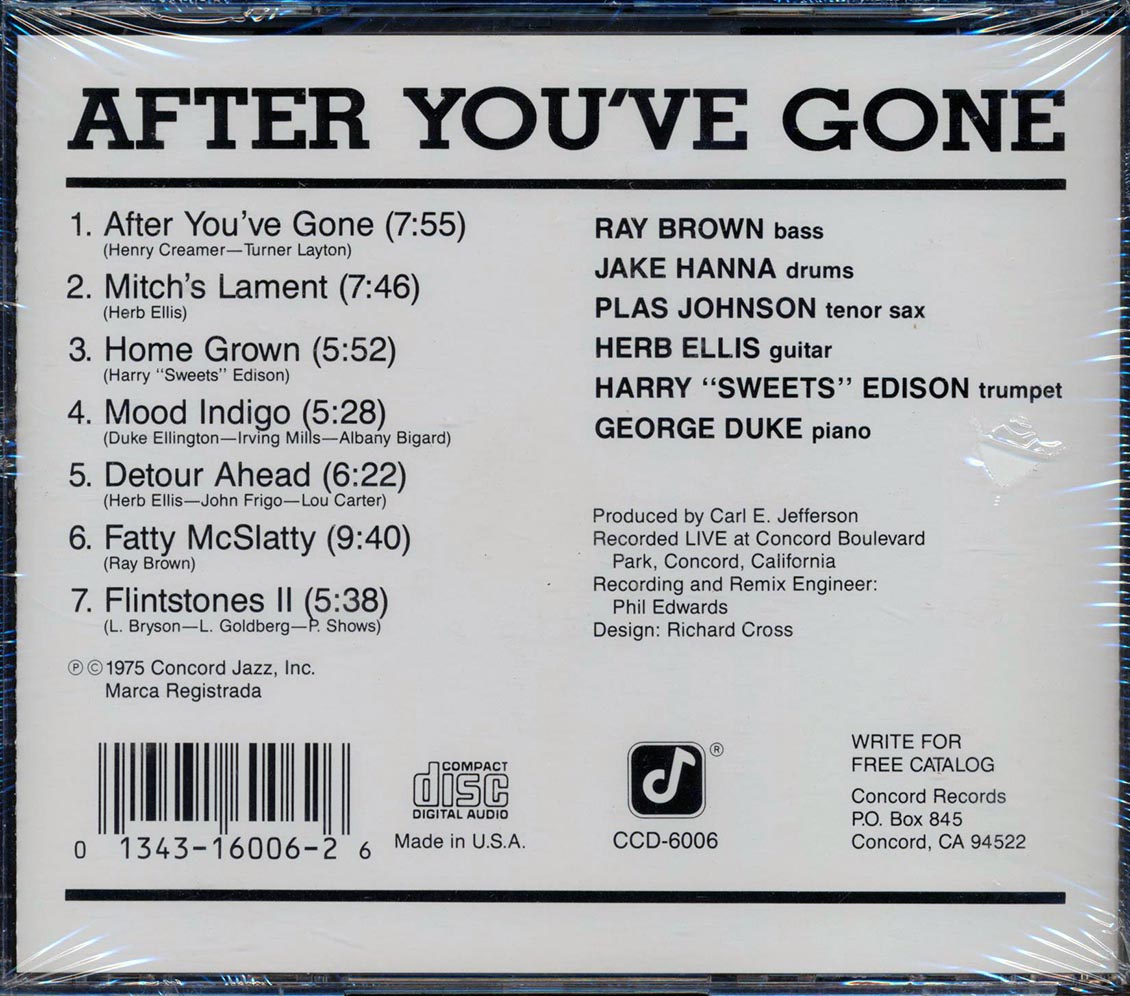 AFTER YOU'VE GONE
1. After You've Gone (7:55)
(Henry Creamer—Turner Layton)
2. Mitch's Lament (7:46)
(Herb Ellis)
3. Home Grown (5:52)
(Harry "Sweets" Edison)
4. Mood Indigo (5:28)
(Duke Ellington—Irving Mills—Albany Bigard)
5. Detour Ahead (6:22)
(Herb Ellis—John Frigo—Lou Carter)
6. Fatty McSlatty (9:40)
(Ray Brown)
7. Flintstones II (5:38)
(L. Bryson—L. Goldberg—P. Shows)
℗ © 1975 Concord Jazz, Inc.
Marca Registrada
RAY BROWN bass
JAKE HANNA drums
PLAS JOHNSON tenor sax
HERB ELLIS guitar
HARRY "SWEETS" EDISON trumpet
GEORGE DUKE piano
Produced by Carl E. Jefferson
Recorded LIVE at Concord Boulevard
Park, Concord, California
Recording and Remix Engineer:
Phil Edwards
Design: Richard Cross
0 1343-16006-2 6
COMPACT
disc
DIGITAL AUDIO
Made in U.S.A.
®
CCD-6006
WRITE FOR
FREE CATALOG
Concord Records
P.O. Box 845
Concord, CA 94522